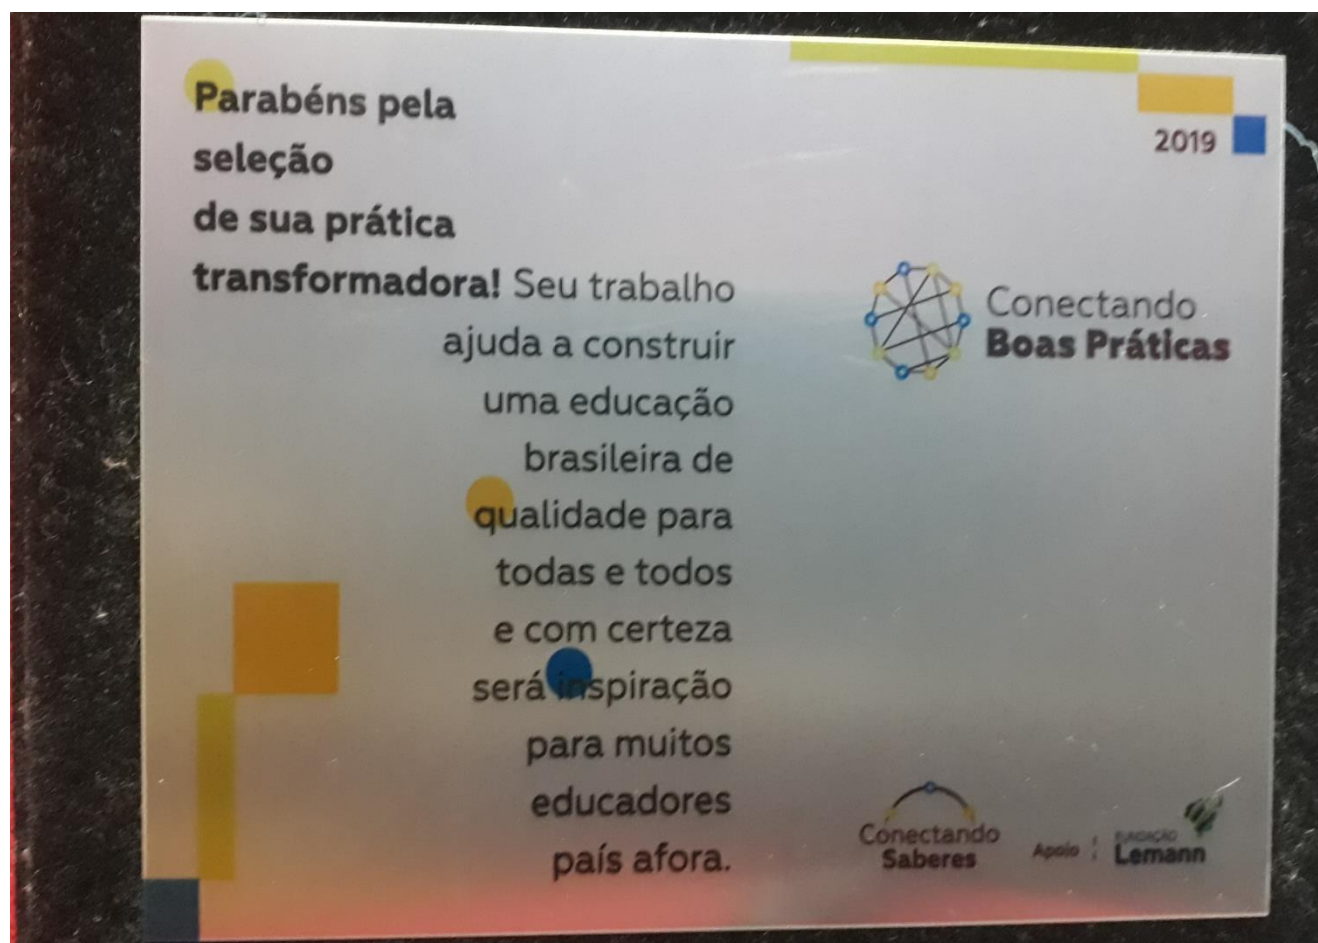 Parabéns pela
seleção
de sua prática
transformadora! Seu trabalho
ajuda a construir
uma educação
brasileira de
qualidade para
todas e todos
e com certeza
será inspiração
para muitos
educadores
país afora.
2019
Conectando
Boas Práticas
Conectando
Saberes
Apoio
FUNDAÇÃO
Lemann